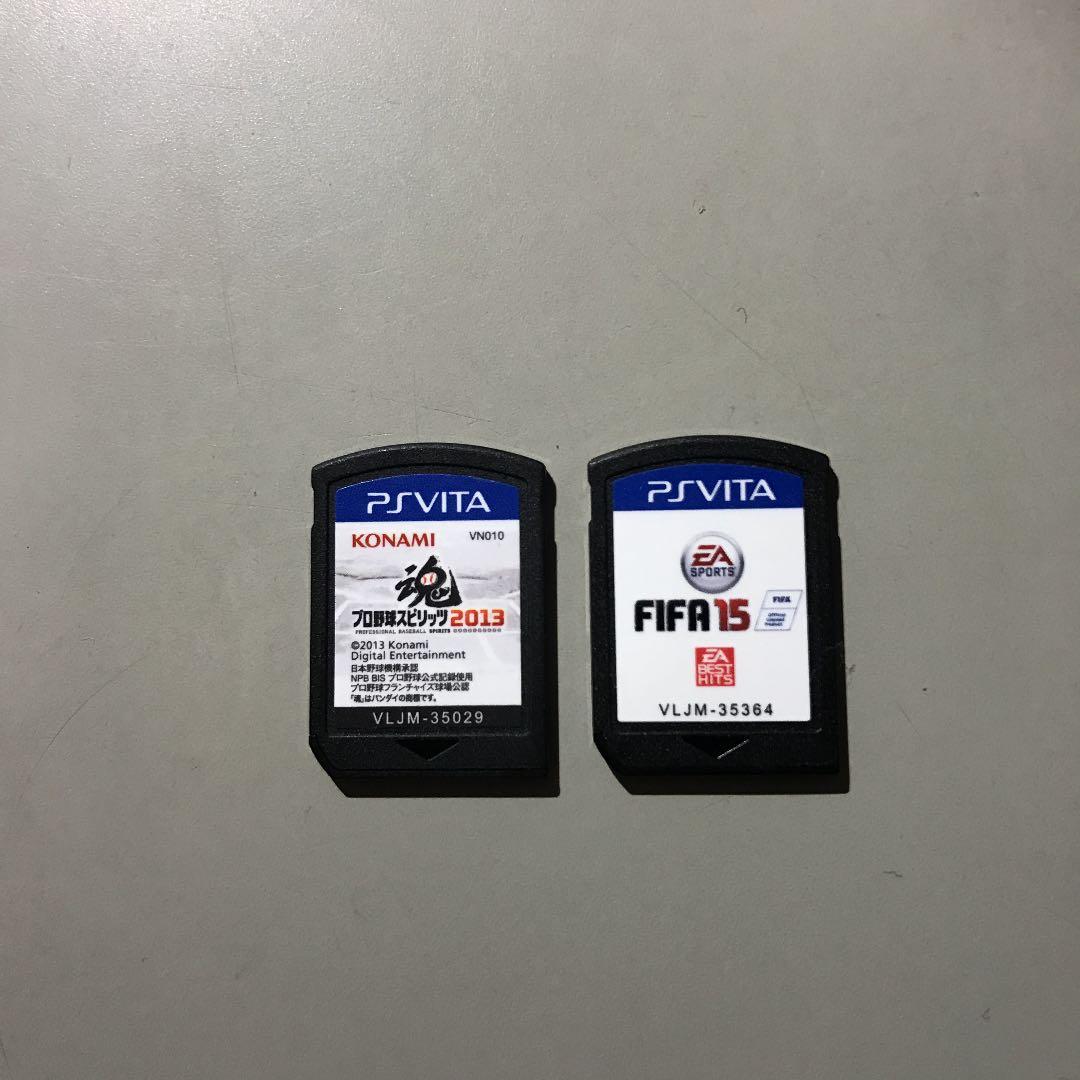 PSVITA
KONAMI
VN010
魂
プロ野球スピリッツ2013
PROFESSIONAL BASEBALL SPIRITS
©2013 Konami
Digital Entertainment
日本野球機構承認
NPB BIS プロ野球公式記録使用
プロ野球フランチャイズ球場公認
「魂」はバンダイの商標です。
VLJM-35029
PSVITA
EA
SPORTS
FIFA 15
FIFA
Official
Licensed
Product
EA
BEST
HITS
VLJM-35364